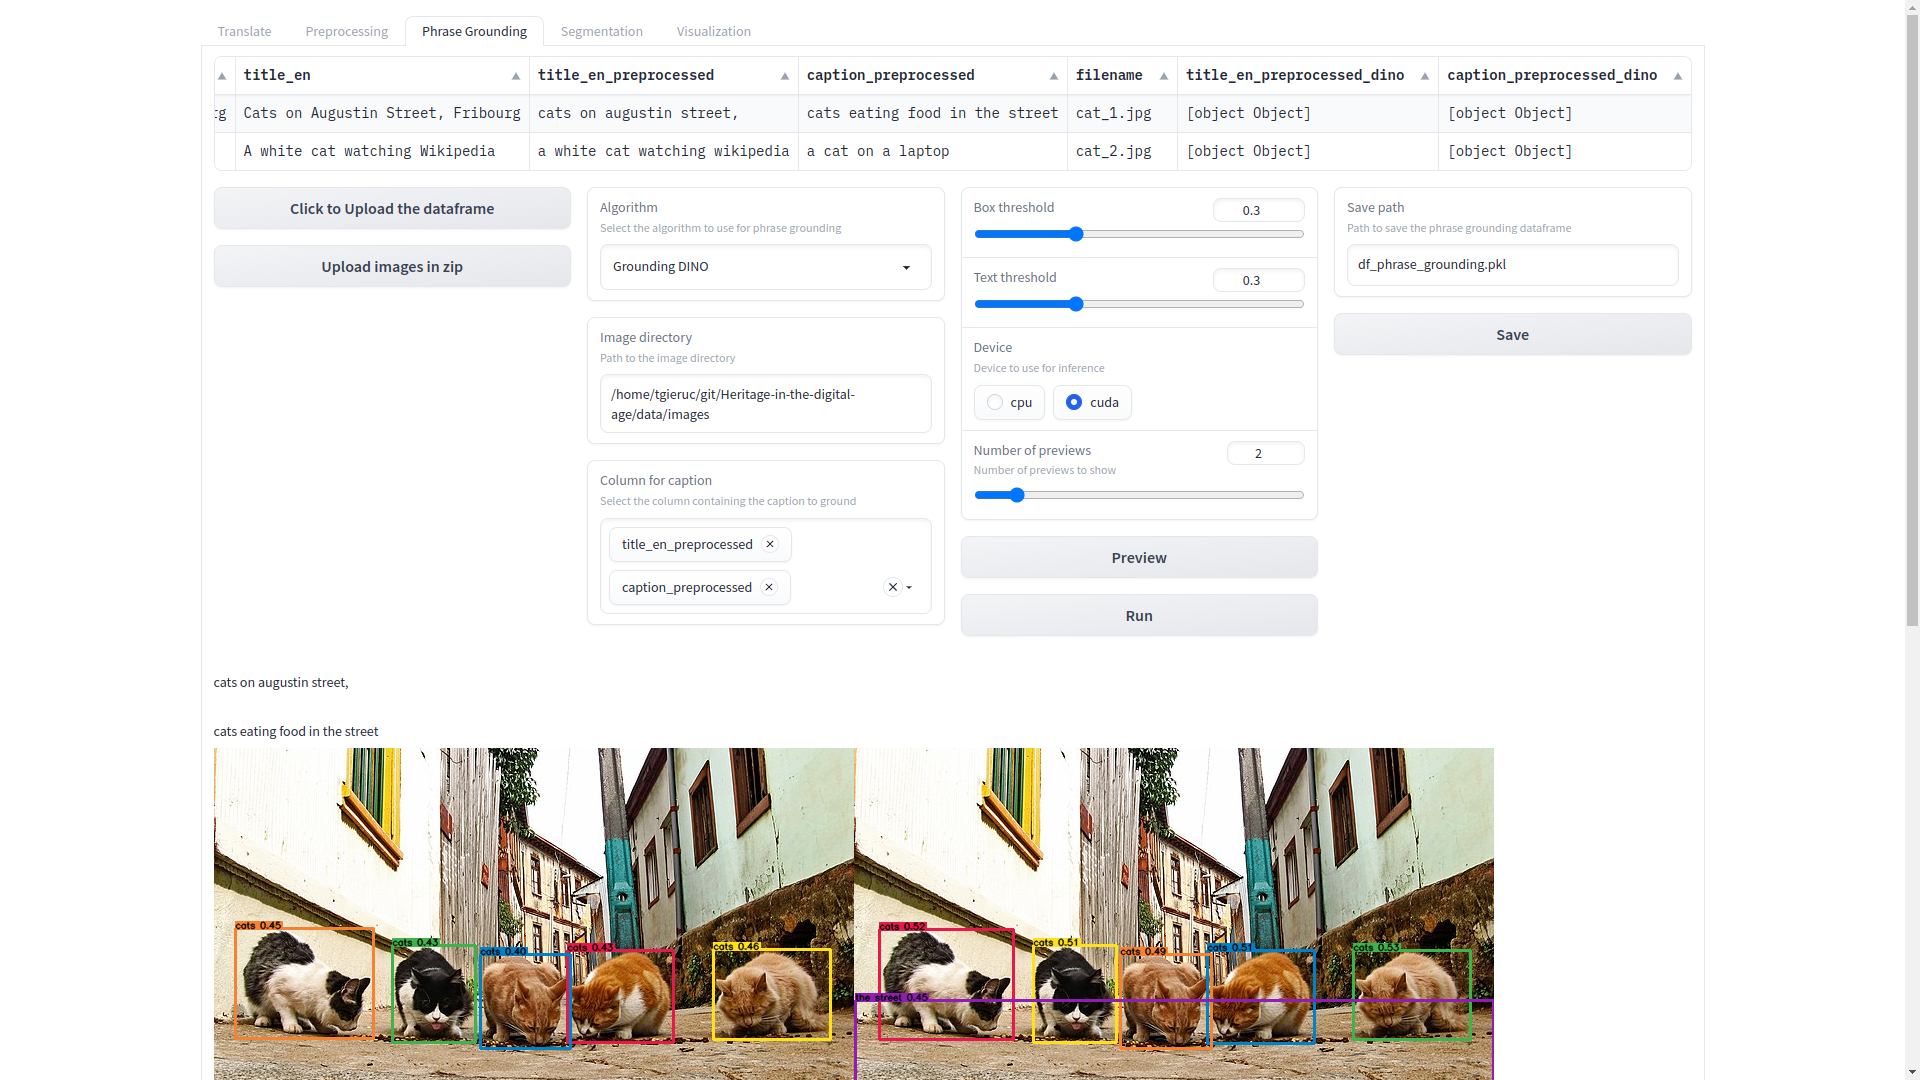 Translate Preprocessing Phrase Grounding Segmentation Visualization
title_en title_en_preprocessed caption_preprocessed filename title_en_preprocessed_dino caption_preprocessed_dino
rg Cats on Augustin Street, Fribourg cats on augustin street, cats eating food in the street cat_1.jpg [object Object] [object Object]
A white cat watching Wikipedia a white cat watching wikipedia a cat on a laptop cat_2.jpg [object Object] [object Object]
Click to Upload the dataframe
Upload images in zip
Algorithm
Select the algorithm to use for phrase grounding
Grounding DINO
Image directory
Path to the image directory
/home/tgieruc/git/Heritage-in-the-digital-
age/data/images
Column for caption
Select the column containing the caption to ground
title_en_preprocessed
caption_preprocessed
Box threshold 0.3
Text threshold 0.3
Device
Device to use for inference
cpu cuda
Number of previews 2
Number of previews to show
Preview
Run
Save path
Path to save the phrase grounding dataframe
df_phrase_grounding.pkl
Save
cats on augustin street,
cats eating food in the street
cats 0.45
cats 0.43
cats 0.40
cats 0.43
cats 0.46
cats 0.52
cats 0.51
cats 0.49
cats 0.51
cats 0.53
the street 0.45